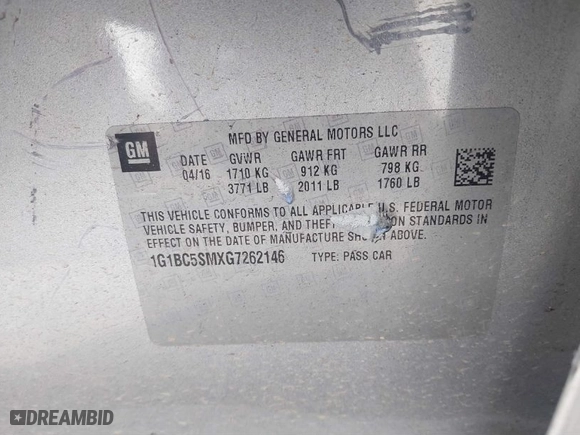 GM
MFD BY GENERAL MOTORS LLC
DATE GVWR GAWR FRT GAWR RR
04/16 1710 KG 912 KG 798 KG
3771 LB 2011 LB 1760 LB
THIS VEHICLE CONFORMS TO ALL APPLICABLE U.S. FEDERAL MOTOR
VEHICLE SAFETY, BUMPER, AND THEFT STANDARDS IN
EFFECT ON THE DATE OF MANUFACTURE ABOVE.
1G1BC5SMXG7262146 TYPE: PASS CAR
DREAMBID